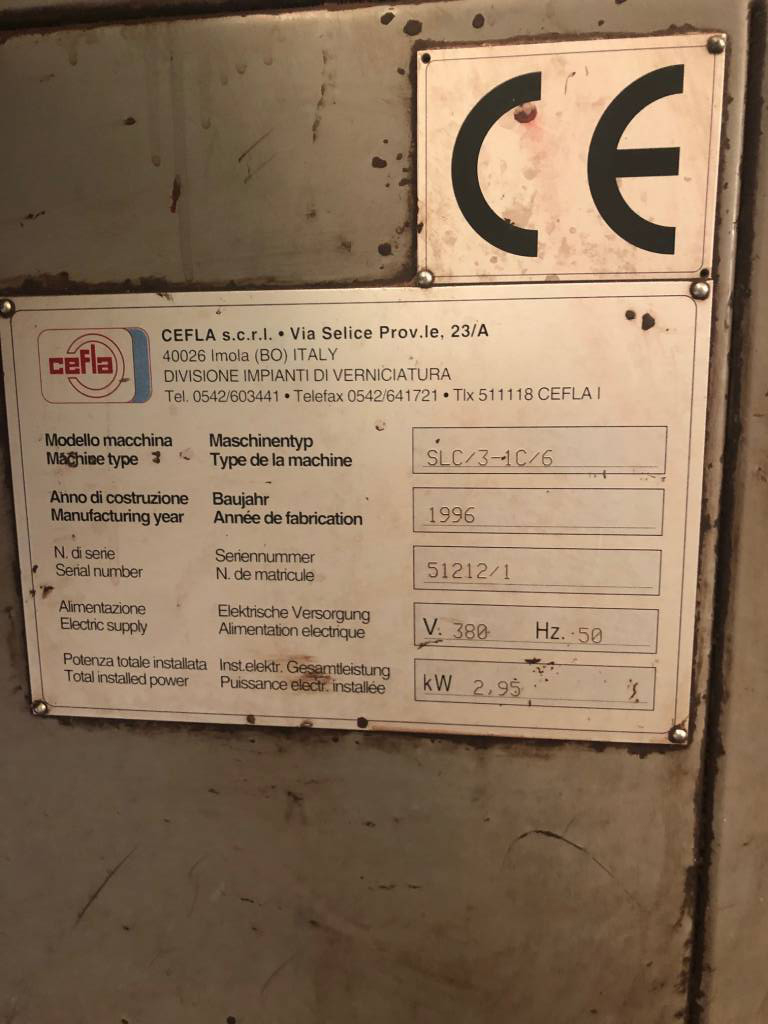 CE
cefla
CEFLA s.c.r.l. • Via Selice Prov.le, 23/A
40026 Imola (BO) ITALY
DIVISIONE IMPIANTI DI VERNICIATURA
Tel. 0542/603441 • Telefax 0542/641721 • Tlx 511118 CEFLA I
Modello macchina Maschinentyp
Machine type Type de la machine
SLC/3-1C/6
Anno di costruzione Baujahr
Manufacturing year Année de fabrication
1996
N. di serie Seriennummer
Serial number N. de matricule
51212/1
Alimentazione Elektrische Versorgung
Electric supply Alimentation electrique
V. 380 Hz. 50
Potenza totale installata Inst.elektr. Gesamtleistung
Total installed power Puissance electr. installée
kW 2,95